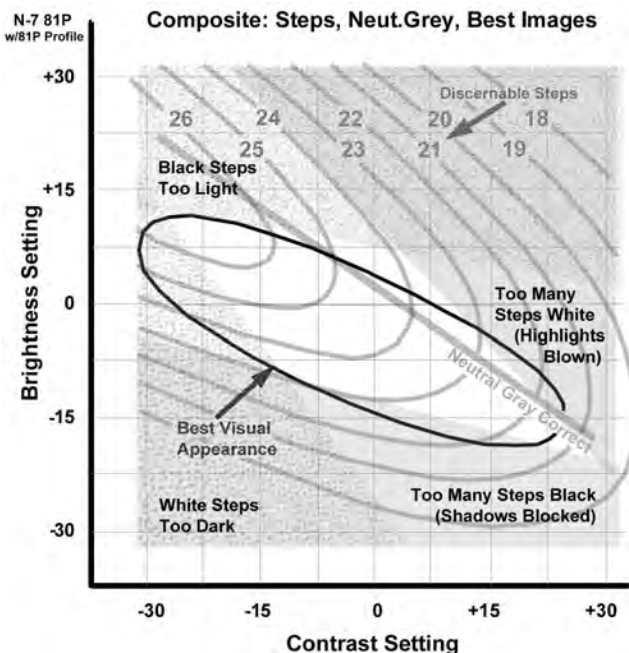 N-7 81P
w/81P Profile
Composite: Steps, Neut.Grey, Best Images
+30
+15
0
-15
-30
Brightness Setting
Discernable Steps
26
24
22
20
18
25
23
21
19
Black Steps
Too Light
Too Many
Steps White
(Highlights
Blown)
Neutral Gray Correct
Best Visual
Appearance
White Steps
Too Dark
Too Many Steps Black
(Shadows Blocked)
-30
-15
0
+15
+30
Contrast Setting